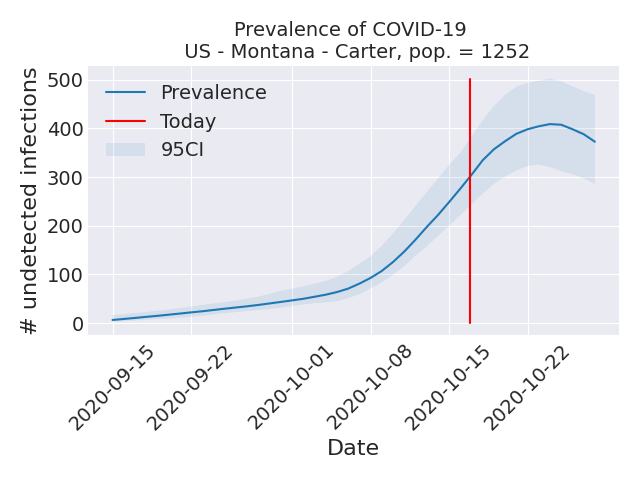 Prevalence of COVID-19
US - Montana - Carter, pop. = 1252
# undetected infections
500
400
300
200
100
0
Prevalence
Today
95CI
2020-09-15
2020-09-22
2020-10-01
2020-10-08
2020-10-15
2020-10-22
Date